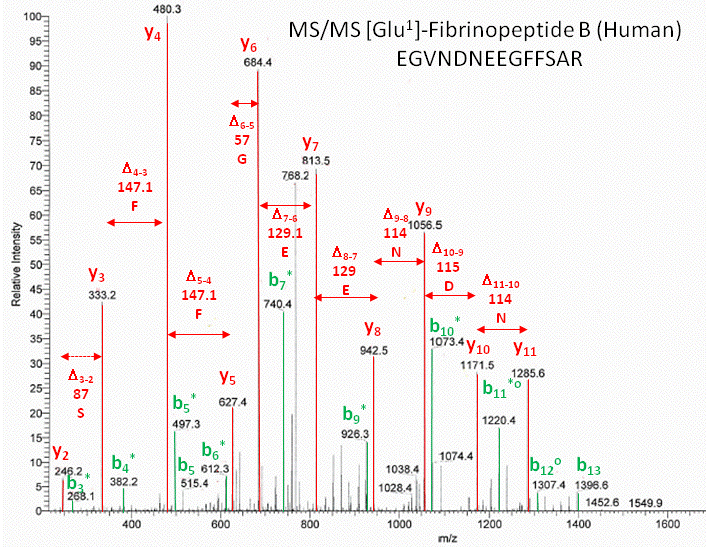 MS/MS [Glu1]-Fibrinopeptide B (Human)
EGVNDNEEGFFSAR
Relative Intensity
100
95
90
85
80
75
70
65
60
55
50
45
40
35
30
25
20
15
10
5
0
200 400 600 800 1000 1200 1400 1600
m/z
480.3
y4
y6
684.4
Δ6-5
57
G
y7
813.5
768.2
Δ4-3
147.1
F
Δ7-6
129.1
E
Δ9-8
114
N
y9
1056.5
Δ8-7
129
E
Δ10-9
115
D
Δ11-10
114
N
y3
333.2
Δ5-4
147.1
F
b7*
740.4
b10*
1073.4
y8
942.5
y10
1171.5
y11
1285.6
Δ3-2
87
S
y5
627.4
b5*
497.3
b9*
926.3
b11*o
1220.4
y2
246.2
b3*
268.1
b4*
382.2
b5
515.4
b6*
612.3
1038.4
1028.4
1074.4
b12o
1307.4
b13
1396.6
1452.6
1549.9